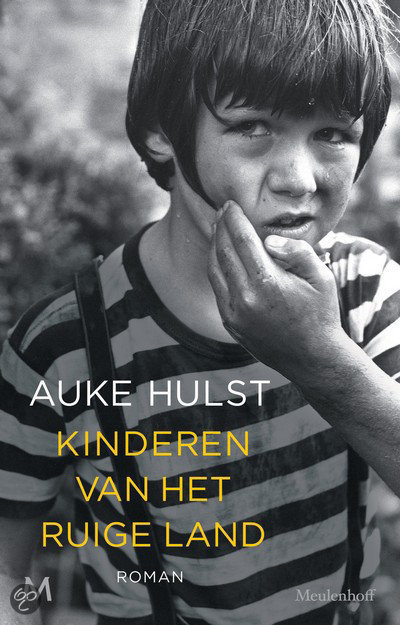 AUKE HULST
KINDEREN
VAN HET
RUIGE LAND
ROMAN
M
Meulenhoff